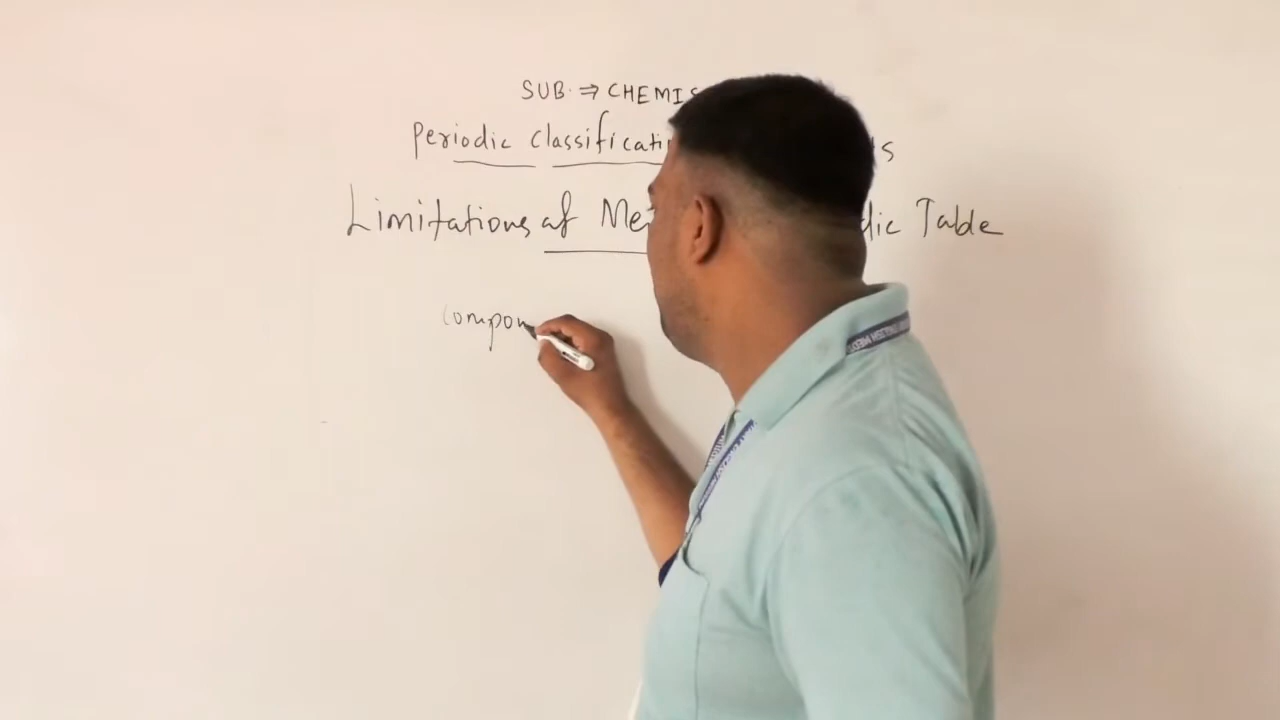 SUB. ⇒ CHEMIS
Periodic Classificati s
Limitations of Me dic Table
Compon